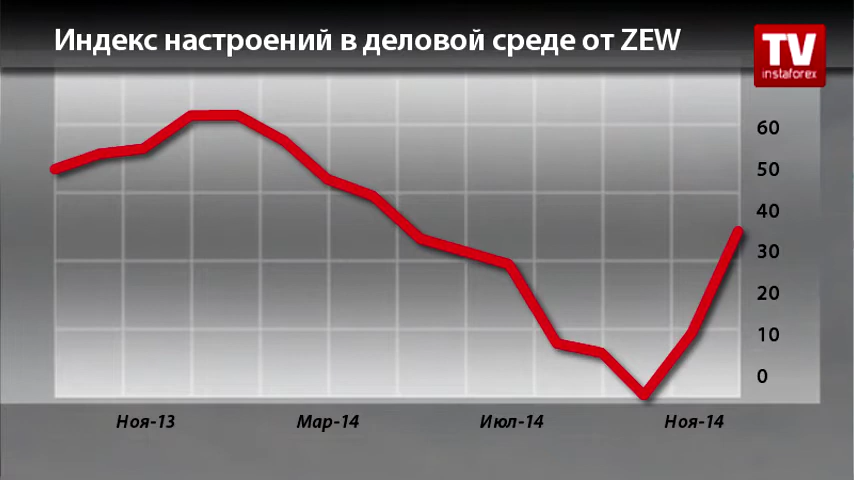 Индекс настроений в деловой среде от ZEW
TV
instaforex
60
50
40
30
20
10
0
Ноя-13 Мар-14 Июл-14 Ноя-14